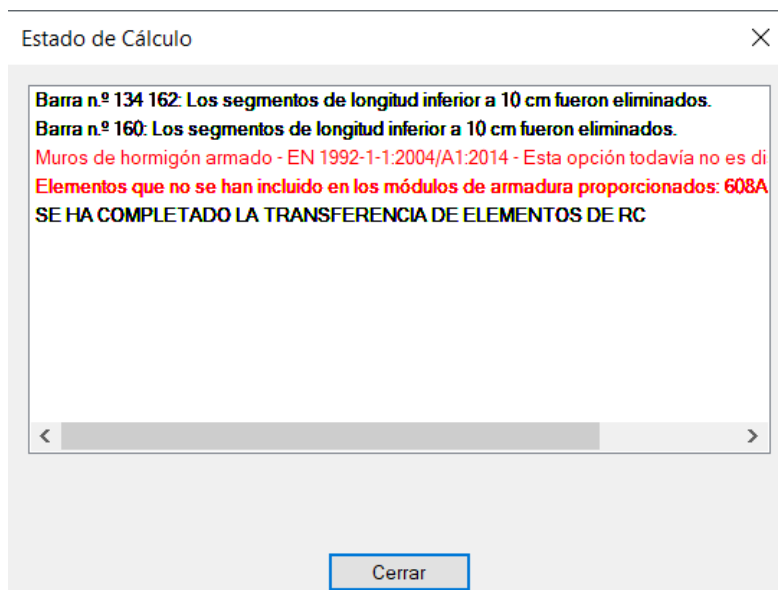 Estado de Cálculo
Barra n.º 134 162: Los segmentos de longitud inferior a 10 cm fueron eliminados.
Barra n.º 160: Los segmentos de longitud inferior a 10 cm fueron eliminados.
Muros de hormigón armado - EN 1992-1-1:2004/A1:2014 - Esta opción todavía no es di
Elementos que no se han incluido en los módulos de armadura proporcionados: 608A
SE HA COMPLETADO LA TRANSFERENCIA DE ELEMENTOS DE RC
Cerrar